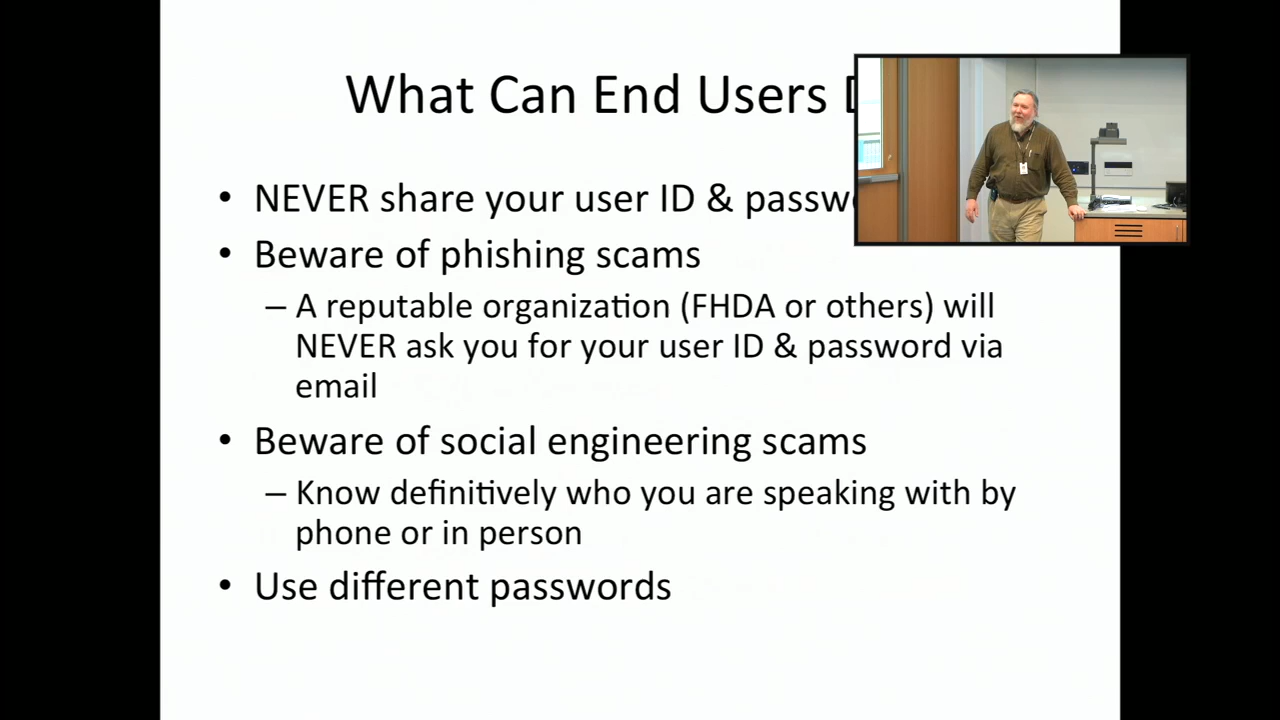 What Can End Users
• NEVER share your user ID &
• Beware of phishing scams
– A reputable organization (FHDA or others) will
NEVER ask you for your user ID & password via
email
• Beware of social engineering scams
– Know definitively who you are speaking with by
phone or in person
• Use different passwords